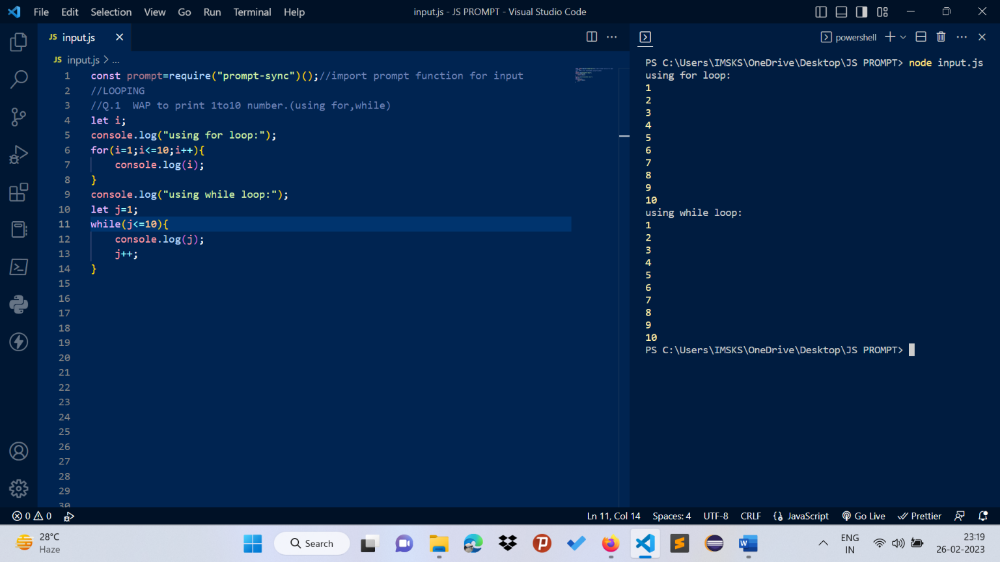 File Edit Selection View Go Run Terminal Help
input.js - JS PROMPT - Visual Studio Code
JS input.js
JS input.js > ...
1 const prompt=require("prompt-sync")();//import prompt function for input
2 //LOOPING
3 //Q.1  WAP to print 1to10 number.(using for,while)
4 let i;
5 console.log("using for loop:");
6 for(i=1;i<=10;i++){
7     console.log(i);
8 }
9 console.log("using while loop:");
10 let j=1;
11 while(j<=10){
12     console.log(j);
13     j++;
14 }
15
16
17
18
19
20
21
22
23
24
25
26
27
28
29
30
powershell
PS C:\Users\IMSKS\OneDrive\Desktop\JS PROMPT> node input.js
using for loop:
1
2
3
4
5
6
7
8
9
10
using while loop:
1
2
3
4
5
6
7
8
9
10
PS C:\Users\IMSKS\OneDrive\Desktop\JS PROMPT>
0 0 Ln 11, Col 14 Spaces: 4 UTF-8 CRLF JavaScript Go Live Prettier
28°C
Haze
Search
ENG
IN
23:19
26-02-2023